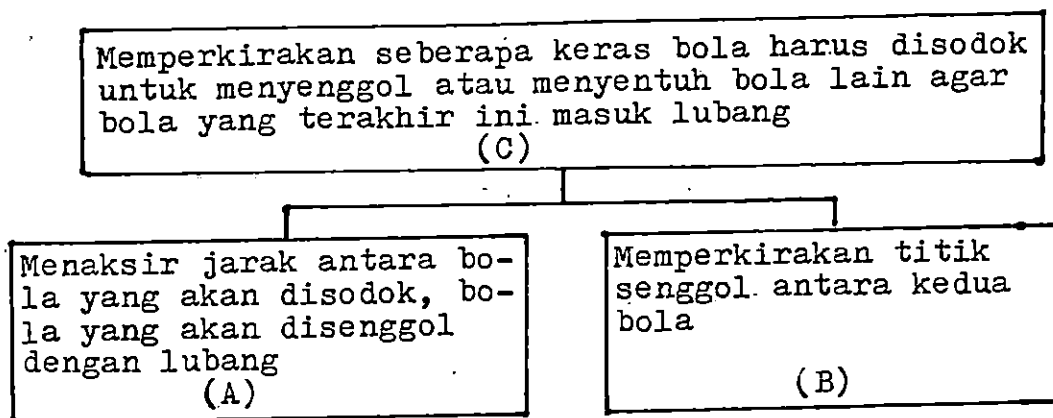 Memperkirakan seberapa keras bola harus disodok
untuk menyenggol atau menyentuh bola lain agar
bola yang terakhir ini masuk lubang
(C)
Menaksir jarak antara bo-
la yang akan disodok, bo-
la yang akan disenggol
dengan lubang
(A)
Memperkirakan titik
senggol antara kedua
bola
(B)